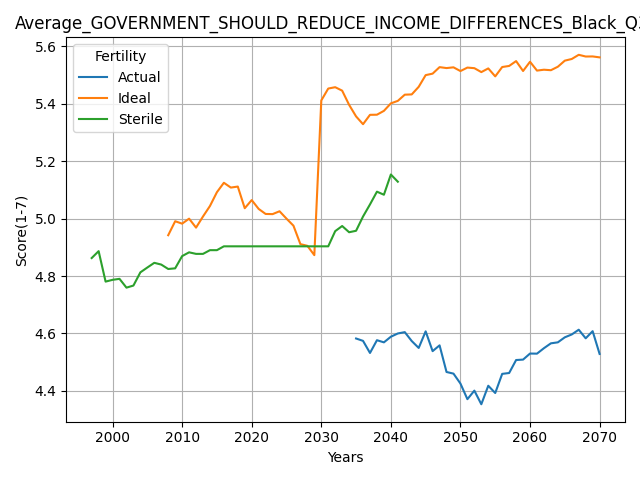 Average_GOVERNMENT_SHOULD_REDUCE_INCOME_DIFFERENCES_Black_Q
Fertility
Actual
Ideal
Sterile
Score(1-7)
5.6
5.4
5.2
5.0
4.8
4.6
4.4
2000 2010 2020 2030 2040 2050 2060 2070
Years